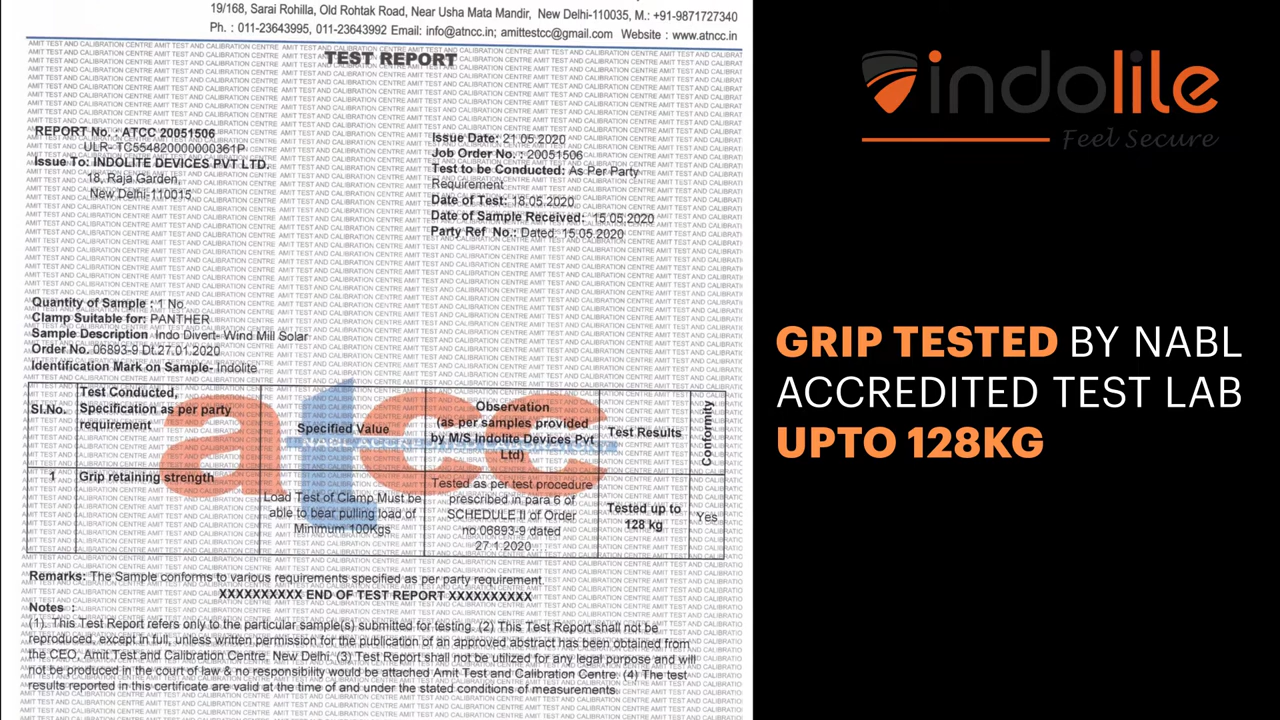 19/168, Sarai Rohilla, Old Rohtak Road, Near Usha Mata Mandir, New Delhi-110035, M.: +91-9871727340
Ph. : 011-23643995, 011-23643992 Email: info@atncc.in; amittestcc@gmail.com Website : www.atncc.in
TEST REPORT
REPORT No. : ATCC 20051506
ULR- TC554820000000361P
Issue To: INDOLITE DEVICES PVT LTD.
18, Raja Garden,
New Delhi-110015
Issue Date: 21.05.2020
Job Order No. : 20051506
Test to be Conducted: As Per Party
Requirement
Date of Test: 18.05.2020
Date of Sample Received: 15.05.2020
Party Ref No.: Dated. 15.05.2020
Quantity of Sample : 1 No
Clamp Suitable for: PANTHER
Sample Description Indo Divert- Wind Mill Solar
Order No. 06893-9 Dt.27.01.2020
Identification Mark on Sample- Indolite
Sl.No.
Test Conducted,
Specification as per party
requirement
Specified Value
Observation
(as per samples provided
by M/S Indolite Devices Pvt
Ltd)
Test Results
Conformity
1
Grip retaining strength
Load Test of Clamp Must be
able to bear pulling load of
Minimum 100Kgs
Tested as per test procedure
prescribed in para 6 of
SCHEDULE II of Order
no 06893-9 dated
27.1.2020
Tested up to
128 kg
Yes
atcc
Remarks: The Sample conforms to various requirements specified as per party requirement.
XXXXXXXXXX END OF TEST REPORT XXXXXXXXXX
Notes :
(1). This Test Report refers only to the particular sample(s) submitted for testing. (2) This Test Report shall not be
reproduced, except in full, unless written permission for the publication of an approved abstract has been obtained from
the CEO, Amit Test and Calibration Centre. New Delhi. (3) Test Report shall not be utilized for any legal purpose and will
not be produced in the court of law & no responsibility would be attached Amit Test and Calibration Centre. (4) The test
results reported in this certificate are valid at the time of and under the stated conditions of measurements.
indolile
Feel Secure
GRIP TESTED BY NABL
ACCREDITED TEST LAB
UPTO 128KG